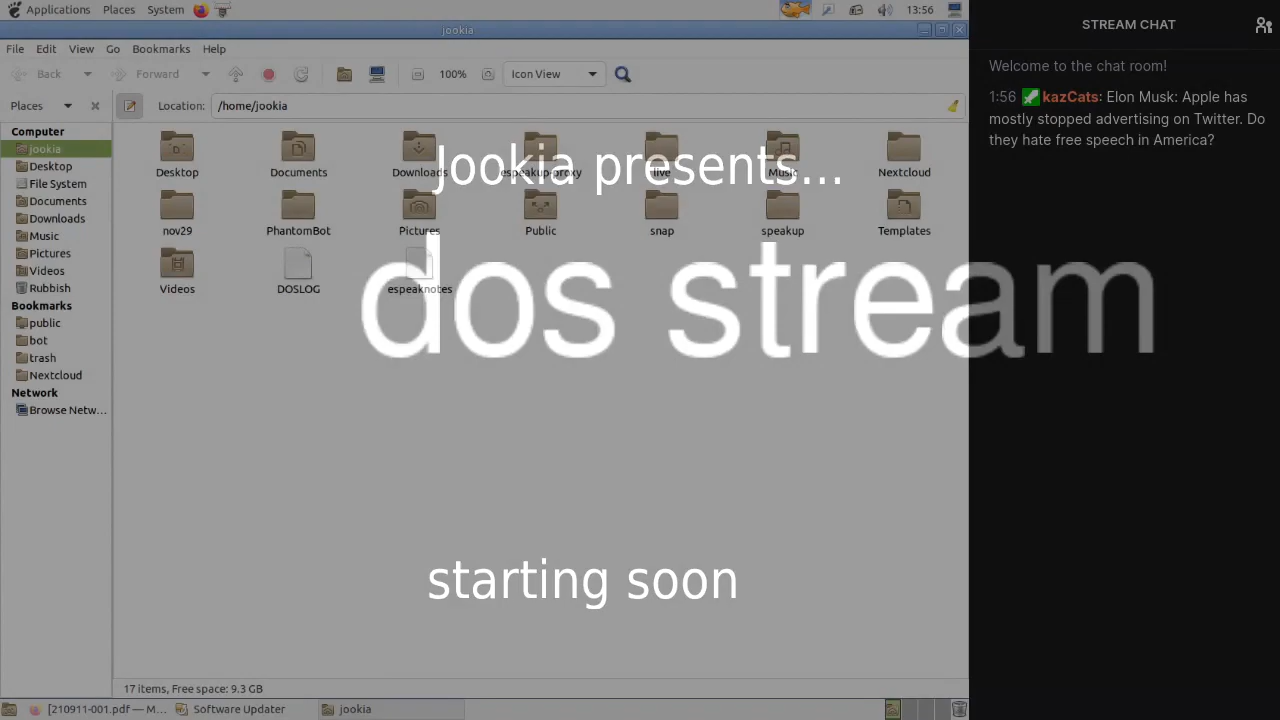 Applications Places System 13:56
jookia
File Edit View Go Bookmarks Help
Back Forward 100% Icon View
Places Location: /home/jookia
Computer
jookia
Desktop
File System
Documents
Downloads
Music
Pictures
Videos
Rubbish
Bookmarks
public
bot
trash
Nextcloud
Network
Browse Netw...
Desktop Documents Downloads espeakup-proxy live Music Nextcloud
nov29 PhantomBot Pictures Public snap speakup Templates
Videos DOSLOG espeaknotes
Jookia presents...
dos stream
starting soon
17 items, Free space: 9.3 GB
[210911-001.pdf — M... Software Updater jookia
STREAM CHAT
Welcome to the chat room!
1:56 kazCats: Elon Musk: Apple has
mostly stopped advertising on Twitter. Do
they hate free speech in America?